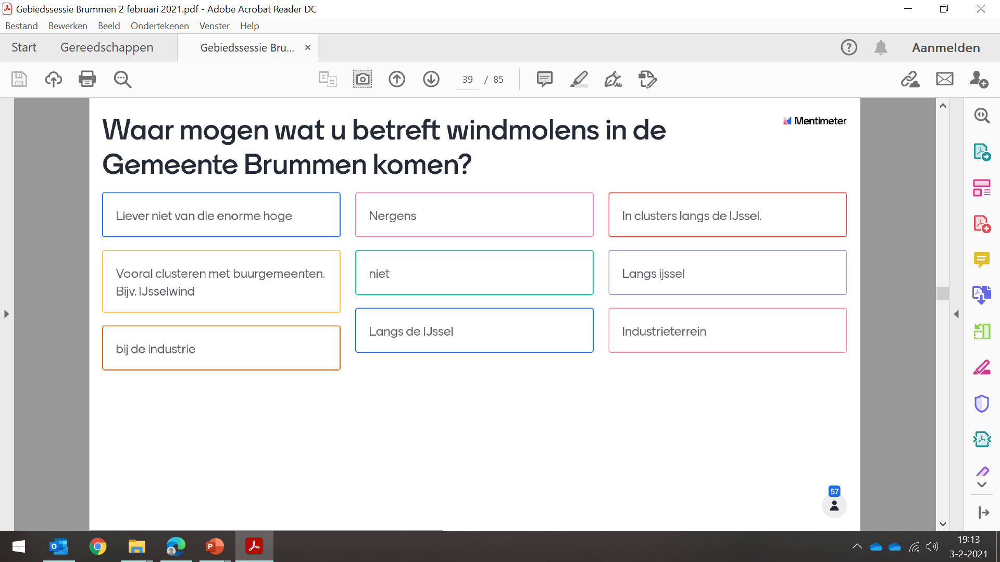 Gebiedssessie Brummen 2 februari 2021.pdf - Adobe Acrobat Reader DC
Bestand Bewerken Beeld Ondertekenen Venster Help
Start Gereedschappen Gebiedssessie Bru... Aanmelden
39 / 85
Waar mogen wat u betreft windmolens in de
Gemeente Brummen komen?
Mentimeter
Liever niet van die enorme hoge
Nergens
In clusters langs de IJssel.
Vooral clusteren met buurgemeenten.
Bijv. IJsselwind
niet
Langs ijssel
bij de industrie
Langs de IJssel
Industrieterrein
57
19:13
3-2-2021